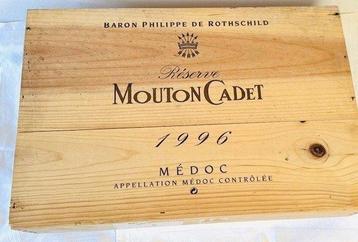 BARON PHILIPPE DE ROTHSCHILD
Réserve
MOUTON CADET
1996
MÉDOC
APPELLATION MÉDOC CONTRÔLÉE